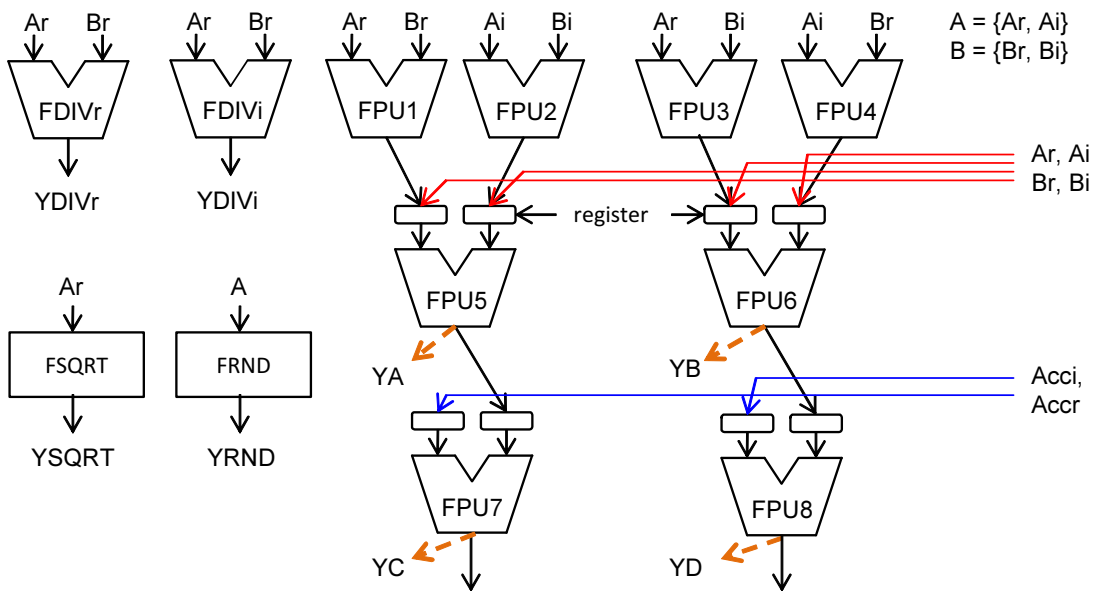 Ar Br Ar Br Ar Br Ai Bi Ar Bi Ai Br A = {Ar, Ai}
B = {Br, Bi}
FDIVr FDIVi FPU1 FPU2 FPU3 FPU4
Ar, Ai
YDIVr YDIVi Br, Bi
register
Ar A FPU5 FPU6
FSQRT FRND
YA YB
Acci,
Accr
YSQRT YRND
FPU7 FPU8
YC YD